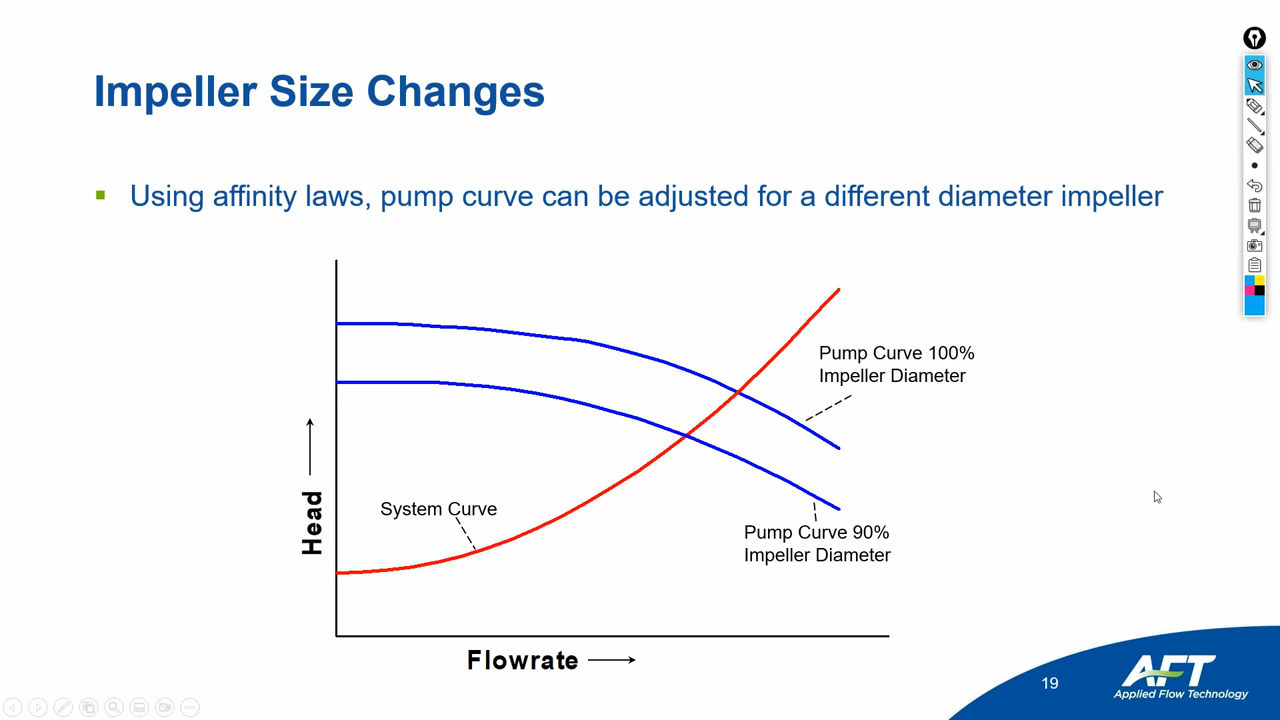 Impeller Size Changes
Using affinity laws, pump curve can be adjusted for a different diameter impeller
Pump Curve 100%
Impeller Diameter
System Curve
Pump Curve 90%
Impeller Diameter
Head
Flowrate
19
AFT
Applied Flow Technology